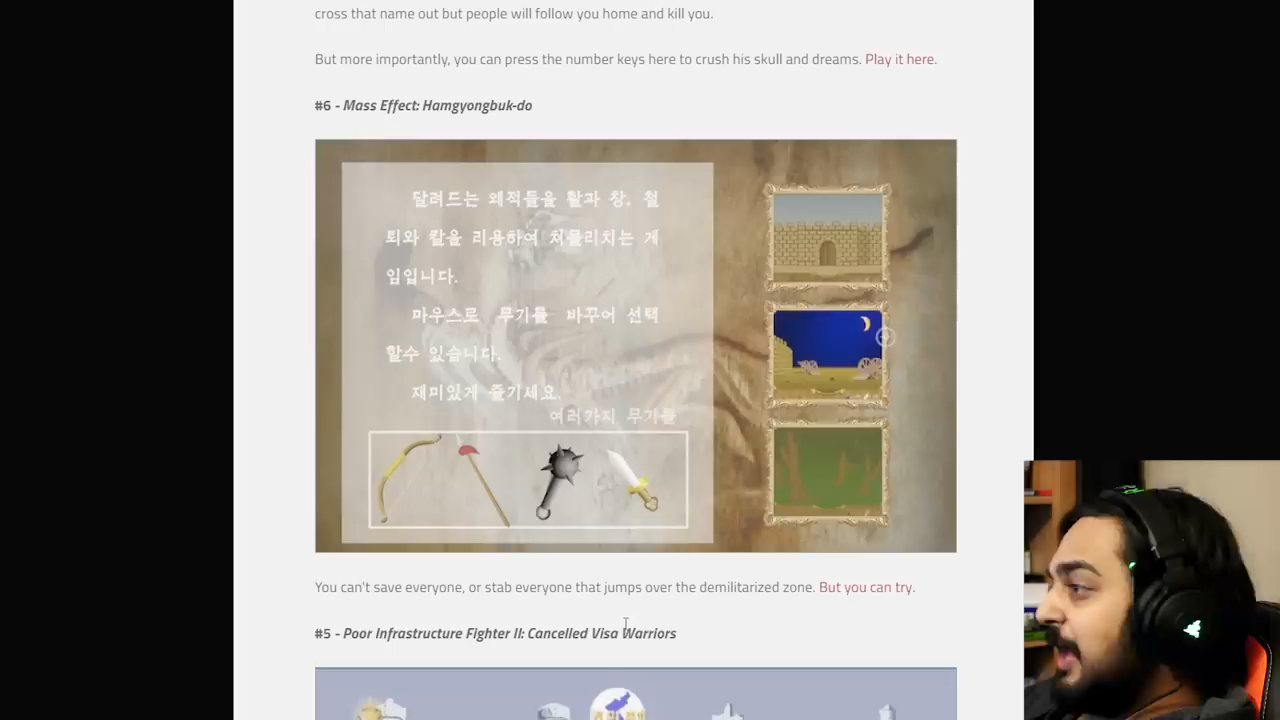 cross that name out but people will follow you home and kill you.
But more importantly, you can press the number keys here to crush his skull and dreams. Play it here.
#6 - Mass Effect: Hamgyongbuk-do
달려드는 왜적들을 활과 창, 철
퇴와 칼을 리용하여 쳐물리치는 게
임입니다.
마우스로 무기를 바꾸어 선택
할수 있습니다.
재미있게 즐기세요.
여러가지 무기들
You can't save everyone, or stab everyone that jumps over the demilitarized zone. But you can try.
#5 - Poor Infrastructure Fighter II: Cancelled Visa Warriors